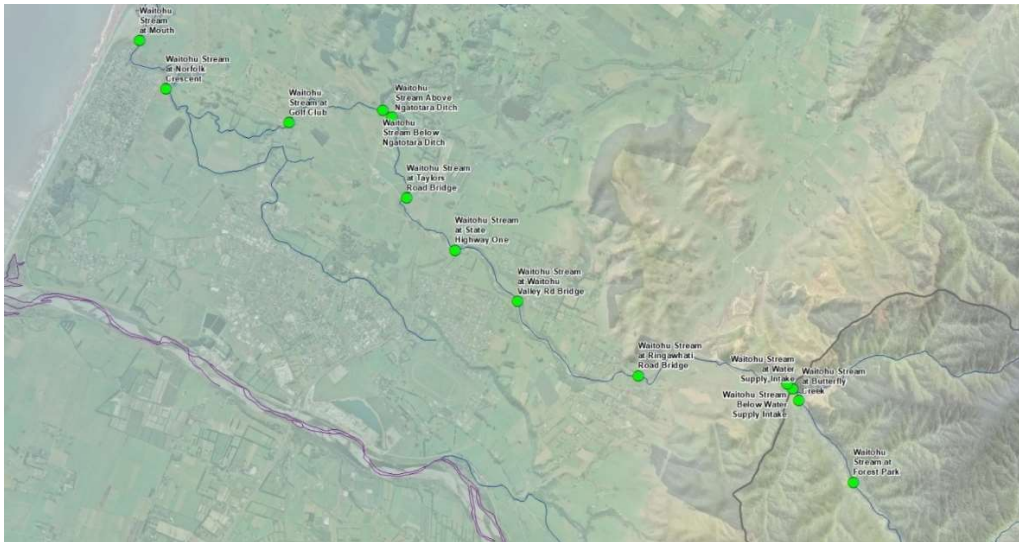 Waitohu
Stream
at Mouth
Waitohu Stream
at Norfolk
Crescent
Waitohu
Stream at
Golf Club
Waitohu
Stream Above
Ngatotara Ditch
Waitohu
Stream Below
Ngatotara Ditch
Waitohu Stream
at Taylors
Road Bridge
Waitohu Stream
at State
Highway One
Waitohu Stream
at Waitohu
Valley Rd Bridge
Waitohu Stream
at Ringawhati
Road Bridge
Waitohu Stream
at Water
Supply Intake
Waitohu Stream
at Butterfly
Creek
Waitohu Stream
Below Water
Supply Intake
Waitohu
Stream at
Forest Park